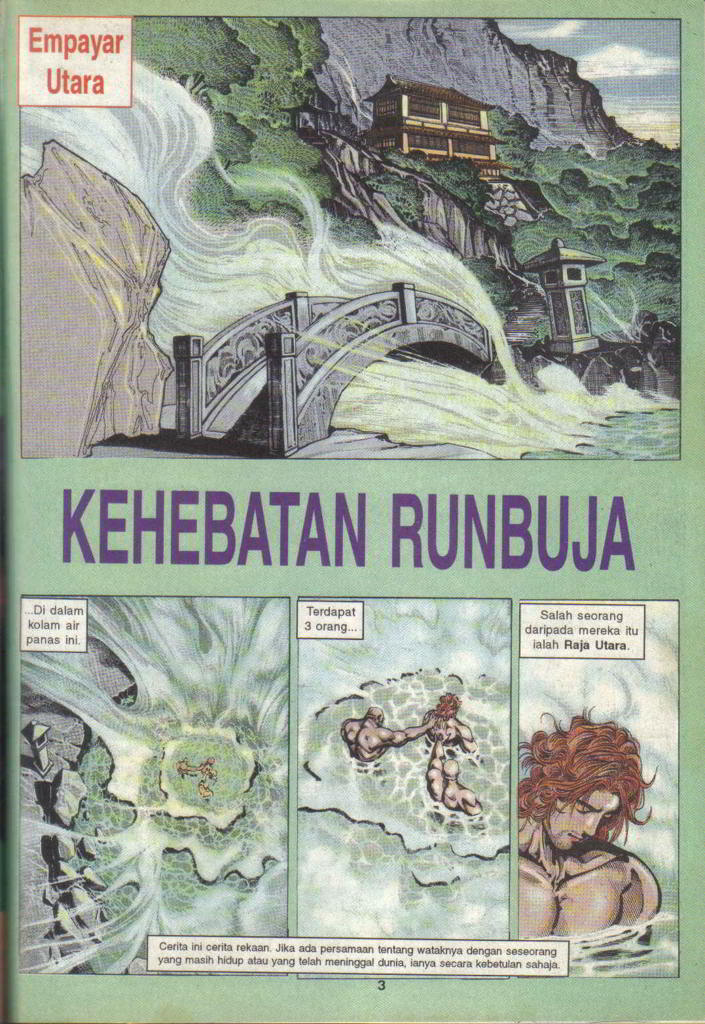 Empayar
Utara
KEHEBATAN RUNBUJA
...Di dalam
kolam air
panas ini.
Terdapat
3 orang...
Salah seorang
daripada mereka itu
ialah Raja Utara.
Cerita ini cerita rekaan. Jika ada persamaan tentang wataknya dengan seseorang
yang masih hidup atau yang telah meninggal dunia, ianya secara kebetulan sahaja.
3